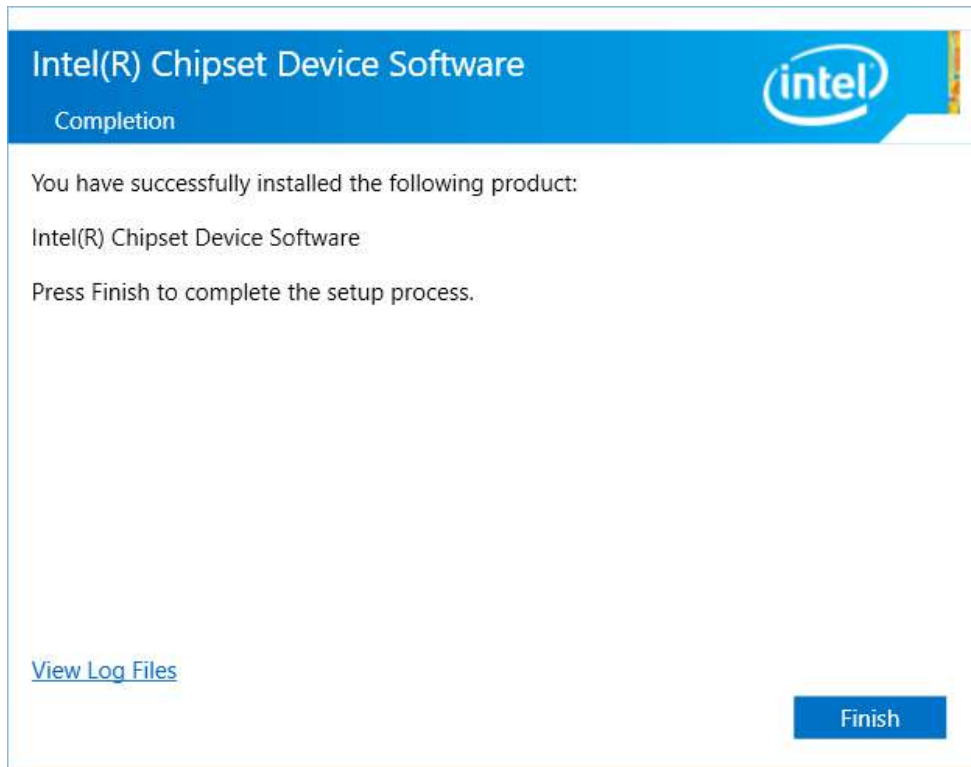 Intel(R) Chipset Device Software
intel
Completion
You have successfully installed the following product:
Intel(R) Chipset Device Software
Press Finish to complete the setup process.
View Log Files
Finish